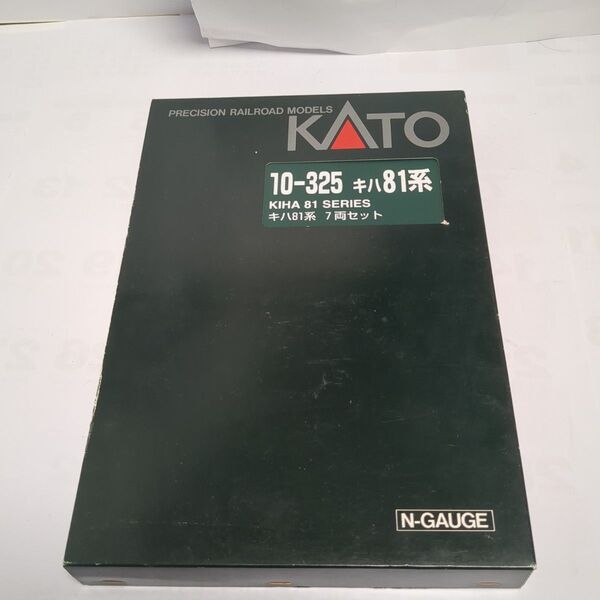 PRECISION RAILROAD MODELS
KATO
10-325 キハ81系
KIHA 81 SERIES
キハ81系 7両セット
N-GAUGE